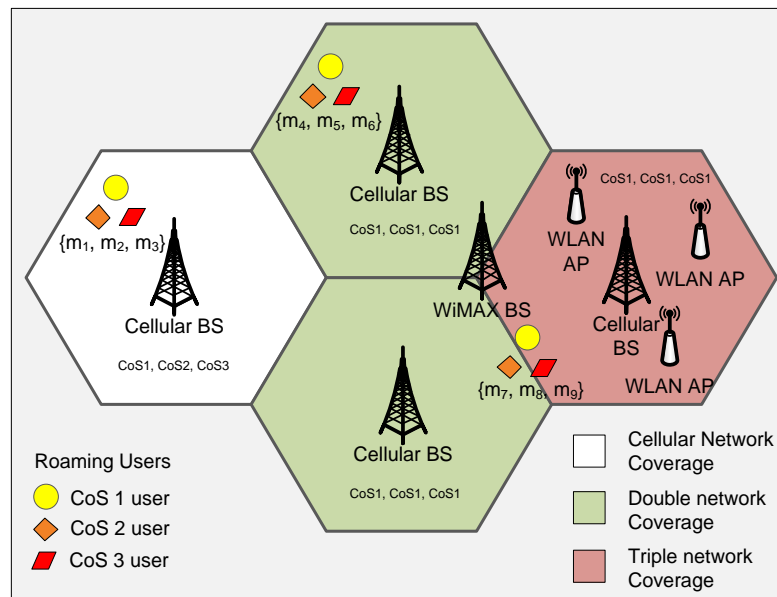 {m4, m5, m6}
Cellular BS
CoS1, CoS1, CoS1
CoS1, CoS1, CoS1
WLAN
AP
WLAN AP
{m1, m2, m3}
Cellular BS
CoS1, CoS2, CoS3
WiMAX BS
Cellular
BS
WLAN AP
{m7, m8, m9}
Cellular BS
CoS1, CoS1, CoS1
Roaming Users
CoS 1 user
CoS 2 user
CoS 3 user
Cellular Network
Coverage
Double network
Coverage
Triple network
Coverage